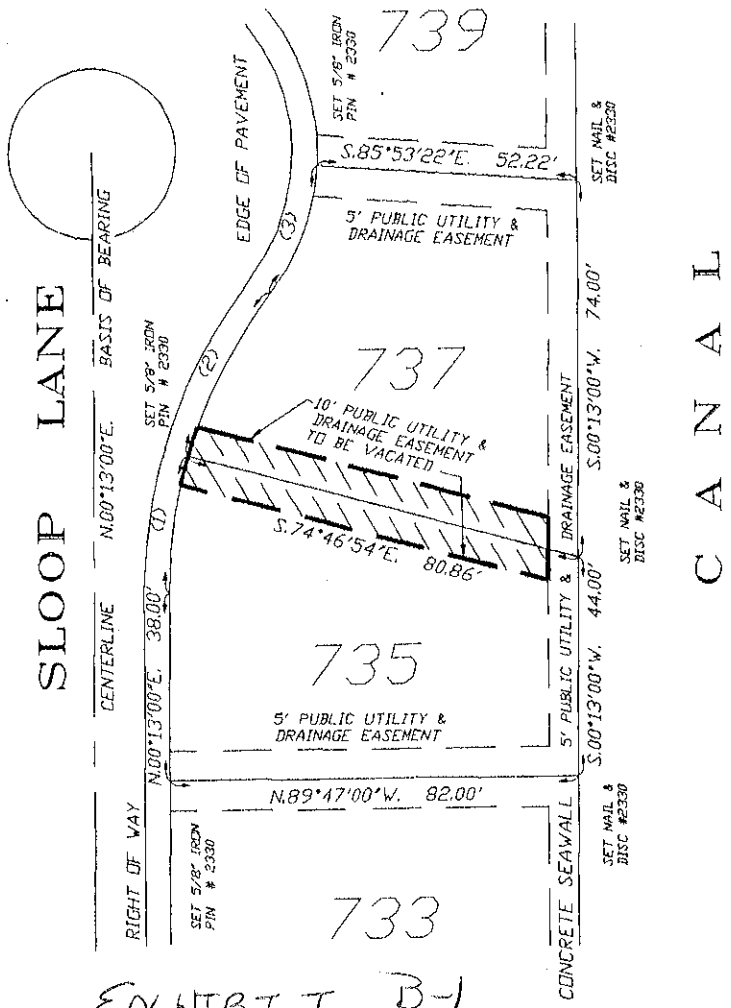 739
SET 5/8" IRON
PIN # 2330
EDGE OF PAVEMENT
S.85°53'22"E. 52.22'
SET NAIL &
DISC #2330
SLOOP LANE
CENTERLINE N.00°13'00"E. BASIS OF BEARING
(3)
5' PUBLIC UTILITY &
DRAINAGE EASEMENT
737
SET 5/8" IRON
PIN # 2330
(2)
10' PUBLIC UTILITY &
DRAINAGE EASEMENT
TO BE VACATED
S.00°13'00"W. 74.00'
CANAL
(1)
S.74°46'54"E. 80.86'
SET NAIL &
DISC #2330
N.00°13'00"E. 38.00'
735
5' PUBLIC UTILITY & DRAINAGE EASEMENT
S.00°13'00"W. 44.00'
5' PUBLIC UTILITY &
DRAINAGE EASEMENT
N.89°47'00"W. 82.00'
RIGHT OF WAY
SET 5/8" IRON
PIN # 2330
733
SET NAIL &
DISC #2330
CONCRETE SEAWALL
EXHIBIT B-1